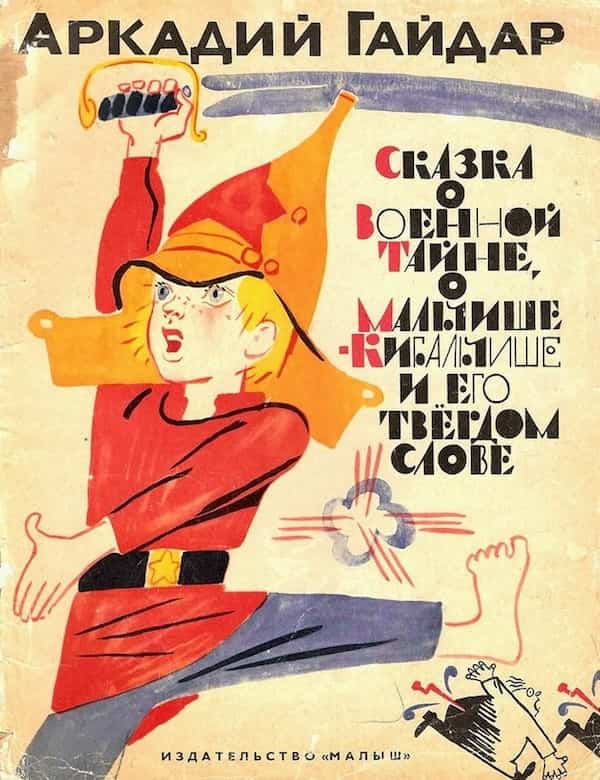 АРКАДИЙ ГАЙДАР
СКАЗКА
О
ВОЕННОЙ
ТАЙНЕ,
О
МАЛЬЧИШЕ
-КИБАЛЬЧИШЕ
И ЕГО
ТВЁРДОМ
СЛОВЕ
ИЗДАТЕЛЬСТВО «МАЛЫШ»